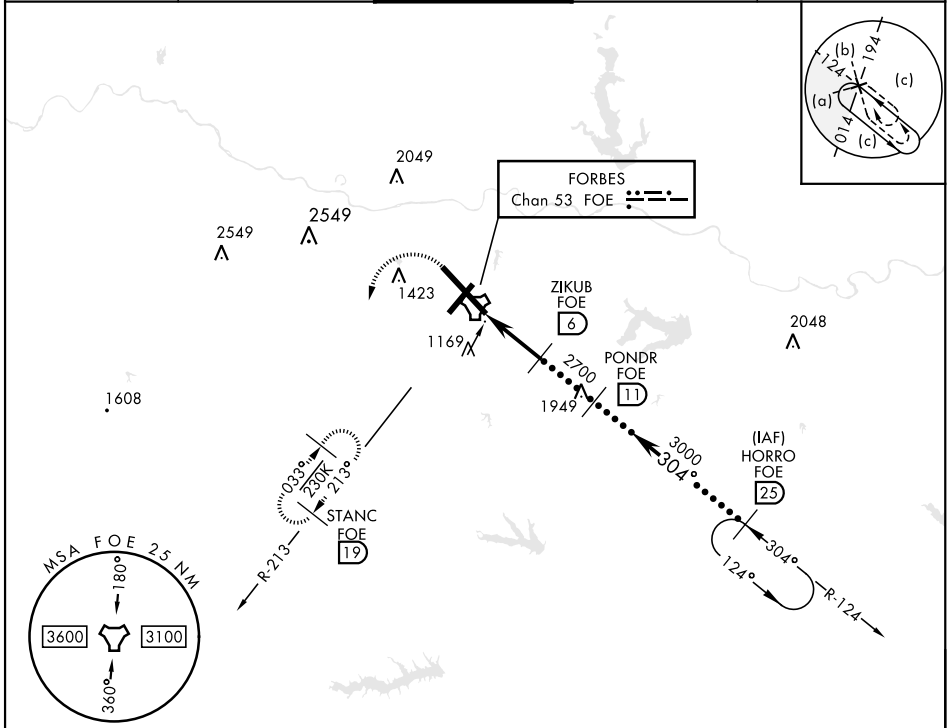 (b)
194
124
(c)
(a)
014
(c)
2049
FORBES
Chan 53 FOE
2549
2549
1423
ZIKUB
FOE
6
1169
2700
PONDR
FOE
11
2048
1949
1608
(IAF)
HORRO
FOE
25
3000
304°
033°
230K
213°
STANC
FOE
19
R-213
304°
124°
R-124
MSA FOE 25 NM
180°
3600
3100
360°